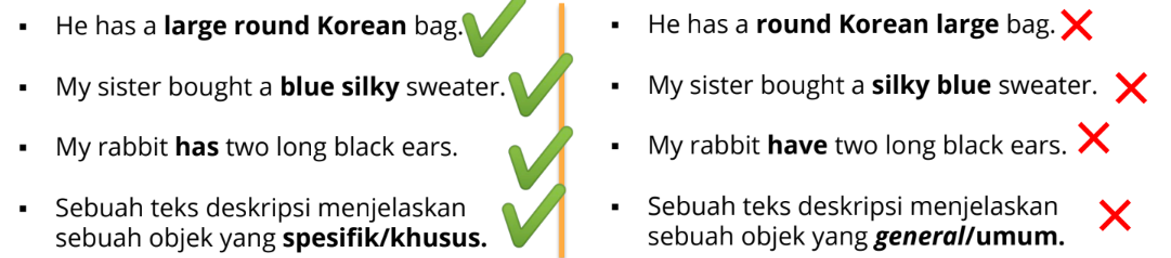 ▪ He has a large round Korean bag.
▪ My sister bought a blue silky sweater.
▪ My rabbit has two long black ears.
▪ Sebuah teks deskripsi menjelaskan
sebuah objek yang spesifik/khusus.
▪ He has a round Korean large bag.
▪ My sister bought a silky blue sweater.
▪ My rabbit have two long black ears.
▪ Sebuah teks deskripsi menjelaskan
sebuah objek yang general/umum.